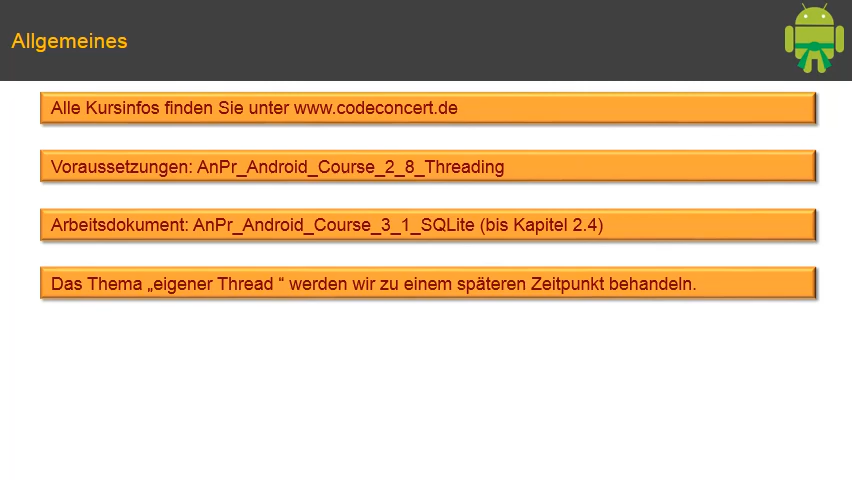 Allgemeines
Alle Kursinfos finden Sie unter www.codeconcert.de
Voraussetzungen: AnPr_Android_Course_2_8_Threading
Arbeitsdokument: AnPr_Android_Course_3_1_SQLite (bis Kapitel 2.4)
Das Thema „eigener Thread “ werden wir zu einem späteren Zeitpunkt behandeln.